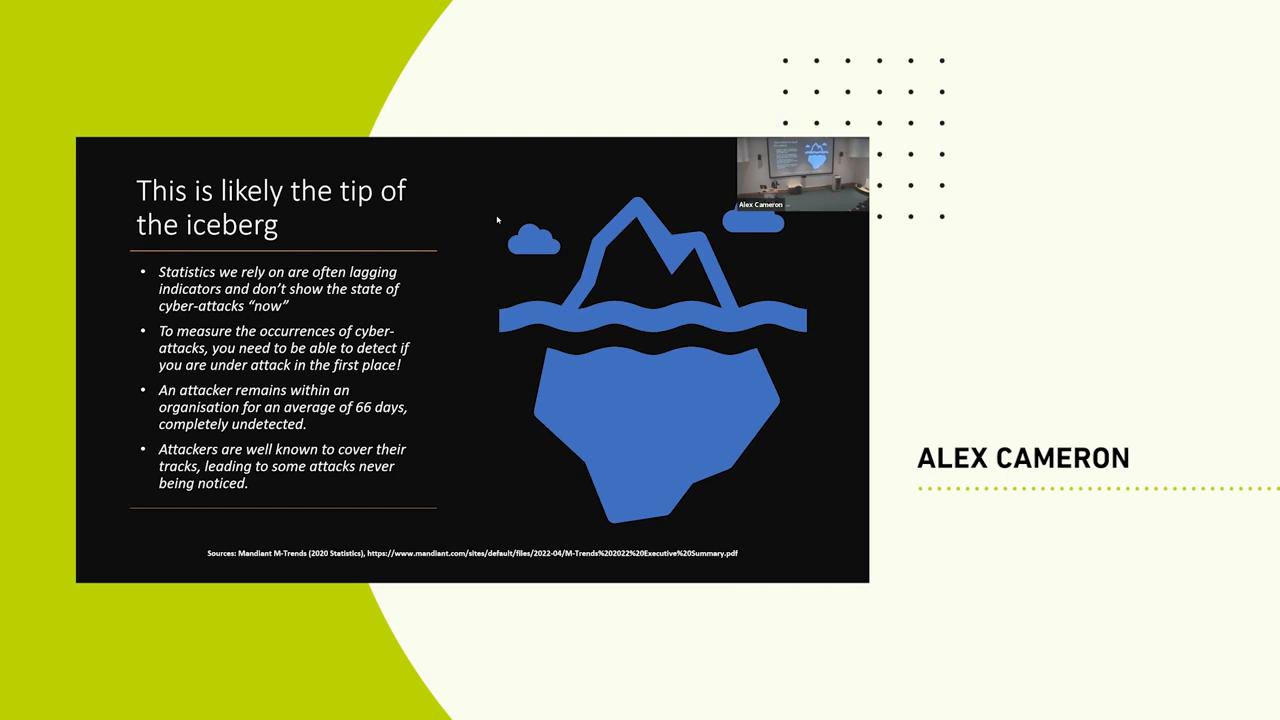 This is likely the tip of
the iceberg
• Statistics we rely on are often lagging
indicators and don't show the state of
cyber-attacks “now”
• To measure the occurrences of cyber-
attacks, you need to be able to detect if
you are under attack in the first place!
• An attacker remains within an
organisation for an average of 66 days,
completely undetected.
• Attackers are well known to cover their
tracks, leading to some attacks never
being noticed.
Sources: Mandiant M-Trends (2020 Statistics), https://www.mandiant.com/sites/default/files/2022-04/M-Trends%202022%20Executive%20Summary.pdf
Alex Cameron
ALEX CAMERON